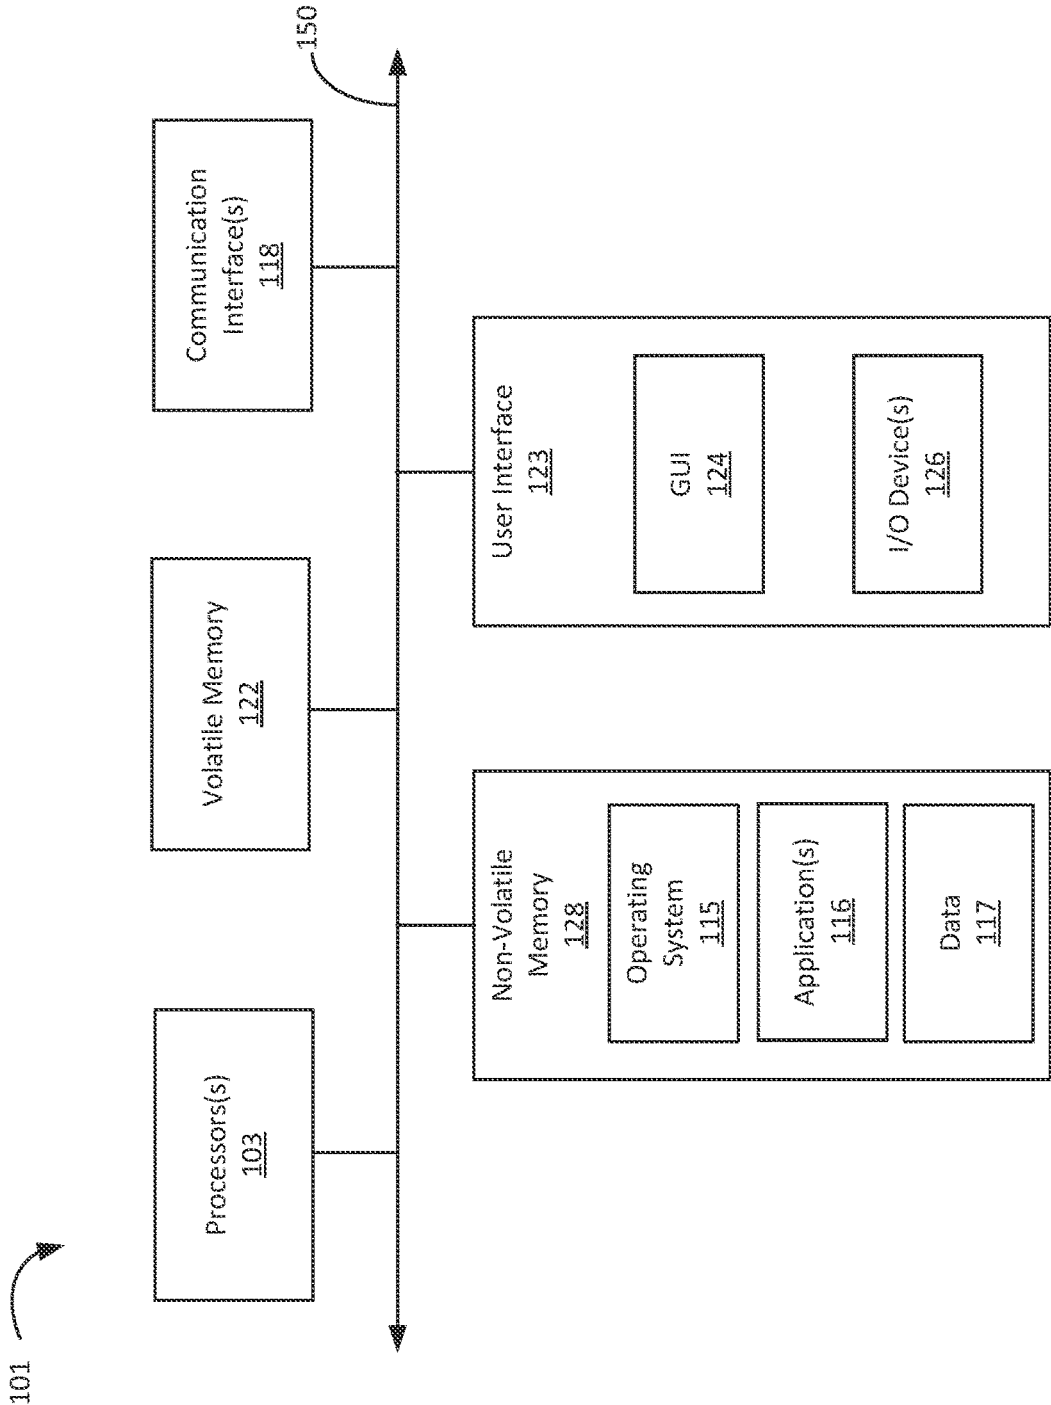 101
Processors(s)
103
Volatile Memory
122
Communication
Interface(s)
118
150
Non-Volatile
Memory
128
Operating
System
115
Application(s)
116
Data
117
User Interface
123
GUI
124
I/O Device(s)
126